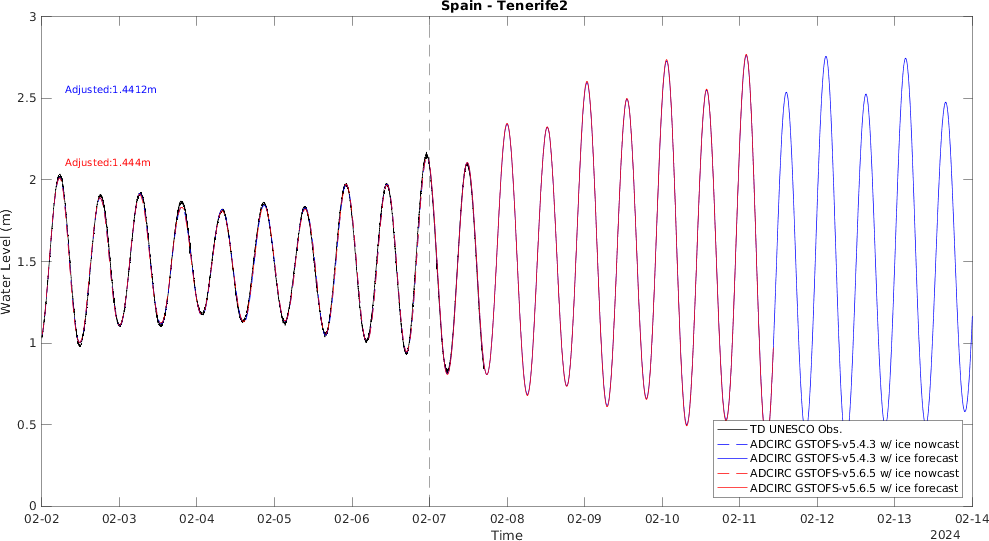 Spain - Tenerife2
3
Adjusted:1.4412m
2.5
Adjusted:1.444m
2
Water Level (m)
1.5
1
0.5
0
TD UNESCO Obs.
ADCIRC GSTOFS-v5.4.3 w/ ice nowcast
ADCIRC GSTOFS-v5.4.3 w/ ice forecast
ADCIRC GSTOFS-v5.6.5 w/ ice nowcast
ADCIRC GSTOFS-v5.6.5 w/ ice forecast
02-02 02-03 02-04 02-05 02-06 02-07 02-08 02-09 02-10 02-11 02-12 02-13 02-14
Time
2024